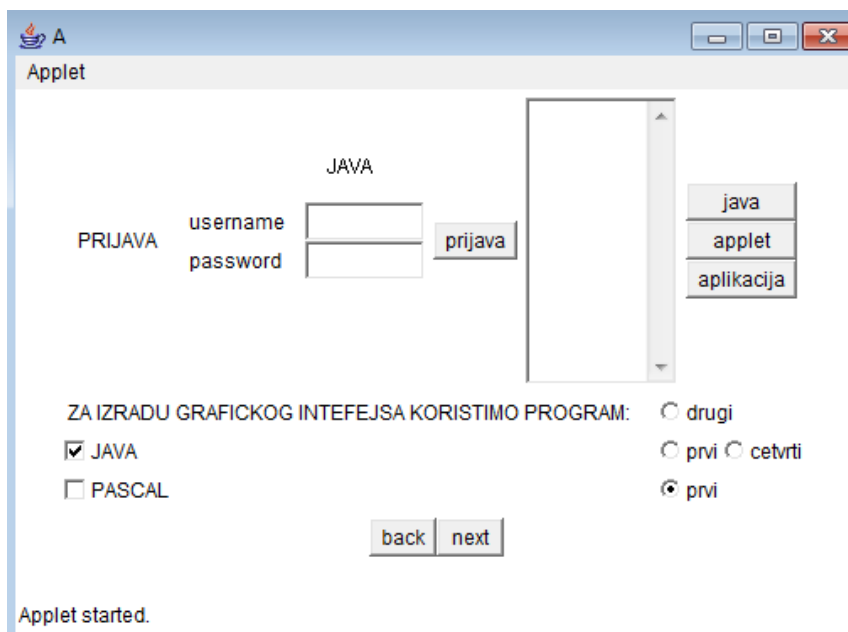 A
Applet
JAVA
PRIJAVA
username
password
prijava
java
applet
aplikacija
ZA IZRADU GRAFICKOG INTEFEJSA KORISTIMO PROGRAM:
drugi
JAVA
prvi
cetvrti
PASCAL
prvi
back
next
Applet started.